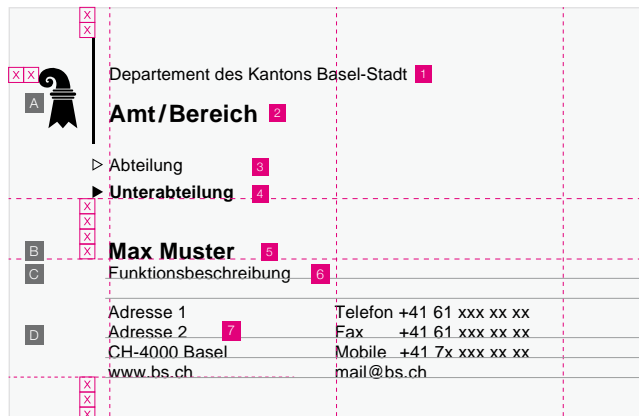 X
X
Departement des Kantons Basel-Stadt 1
X X
A
Amt/Bereich 2
▷ Abteilung 3
▶ Unterabteilung 4
X
X
X
X
B Max Muster 5
C Funktionsbeschreibung 6
Adresse 1 Telefon +41 61 xxx xx xx
D Adresse 2 7 Fax +41 61 xxx xx xx
CH-4000 Basel Mobile +41 7x xxx xx xx
www.bs.ch mail@bs.ch
X
X
X